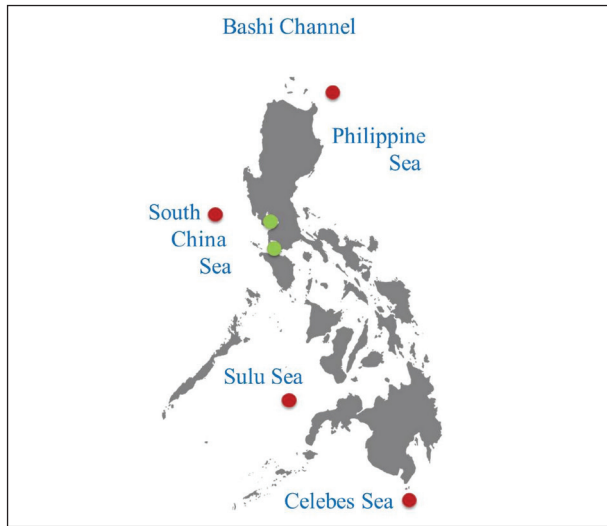 Bashi Channel
Philippine
Sea
South
China
Sea
Sulu Sea
Celebes Sea